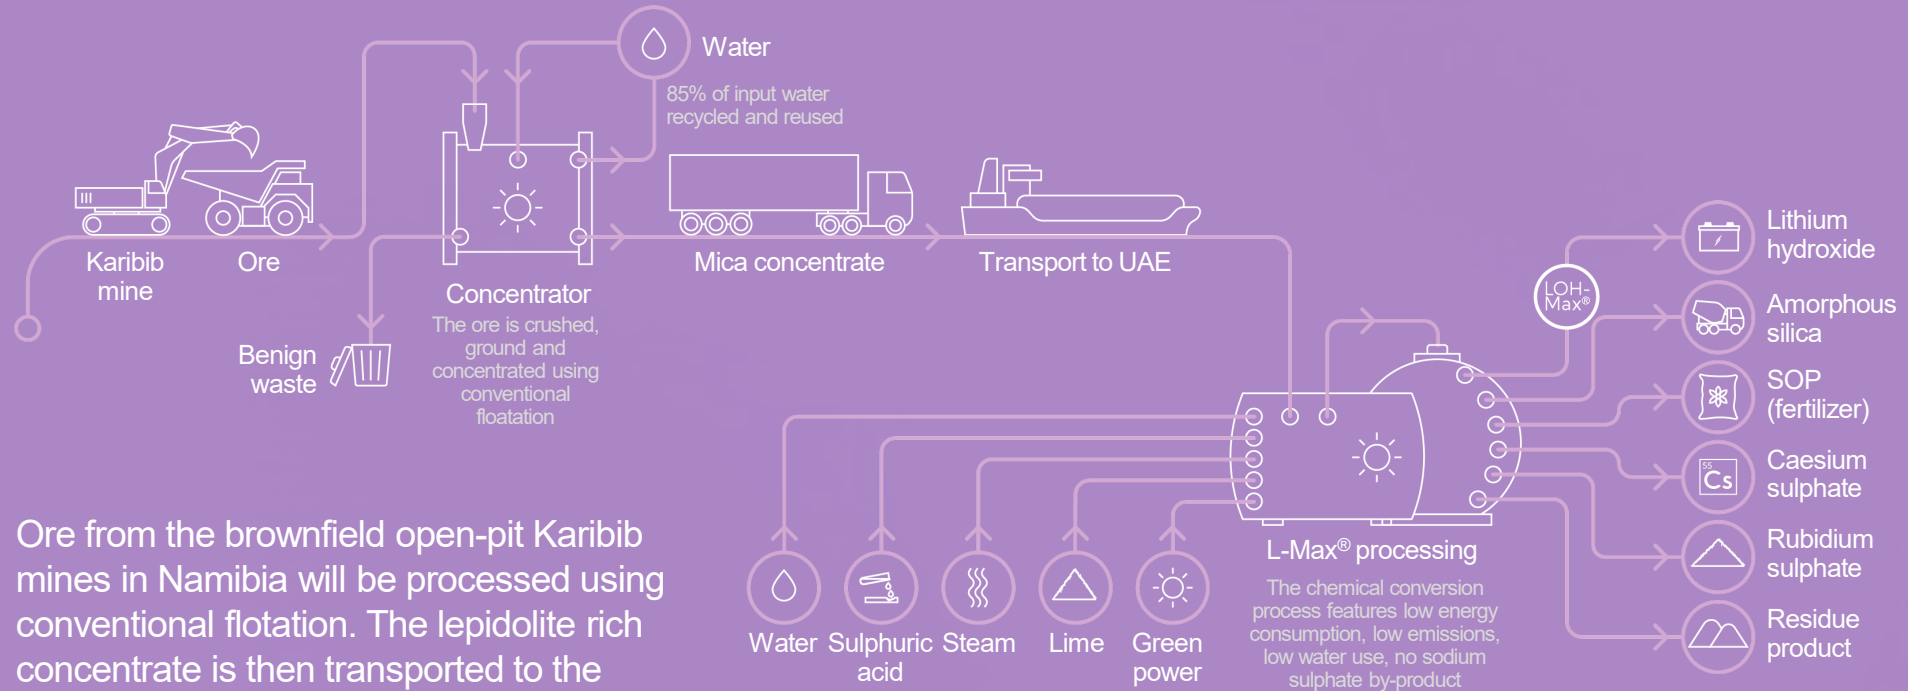 Water
85% of input water
recycled and reused
Karibib
mine
Ore
Concentrator
The ore is crushed,
ground and
concentrated using
conventional
floatation
Benign
waste
Mica concentrate
Transport to UAE
LOH-
Max®
Lithium
hydroxide
Amorphous
silica
SOP
(fertilizer)
55
Cs
Caesium
sulphate
Rubidium
sulphate
Residue
product
L-Max® processing
The chemical conversion
process features low energy
consumption, low emissions,
low water use, no sodium
sulphate by-product
Water
Sulphuric
acid
Steam
Lime
Green
power
Ore from the brownfield open-pit Karibib
mines in Namibia will be processed using
conventional flotation. The lepidolite rich
concentrate is then transported to the